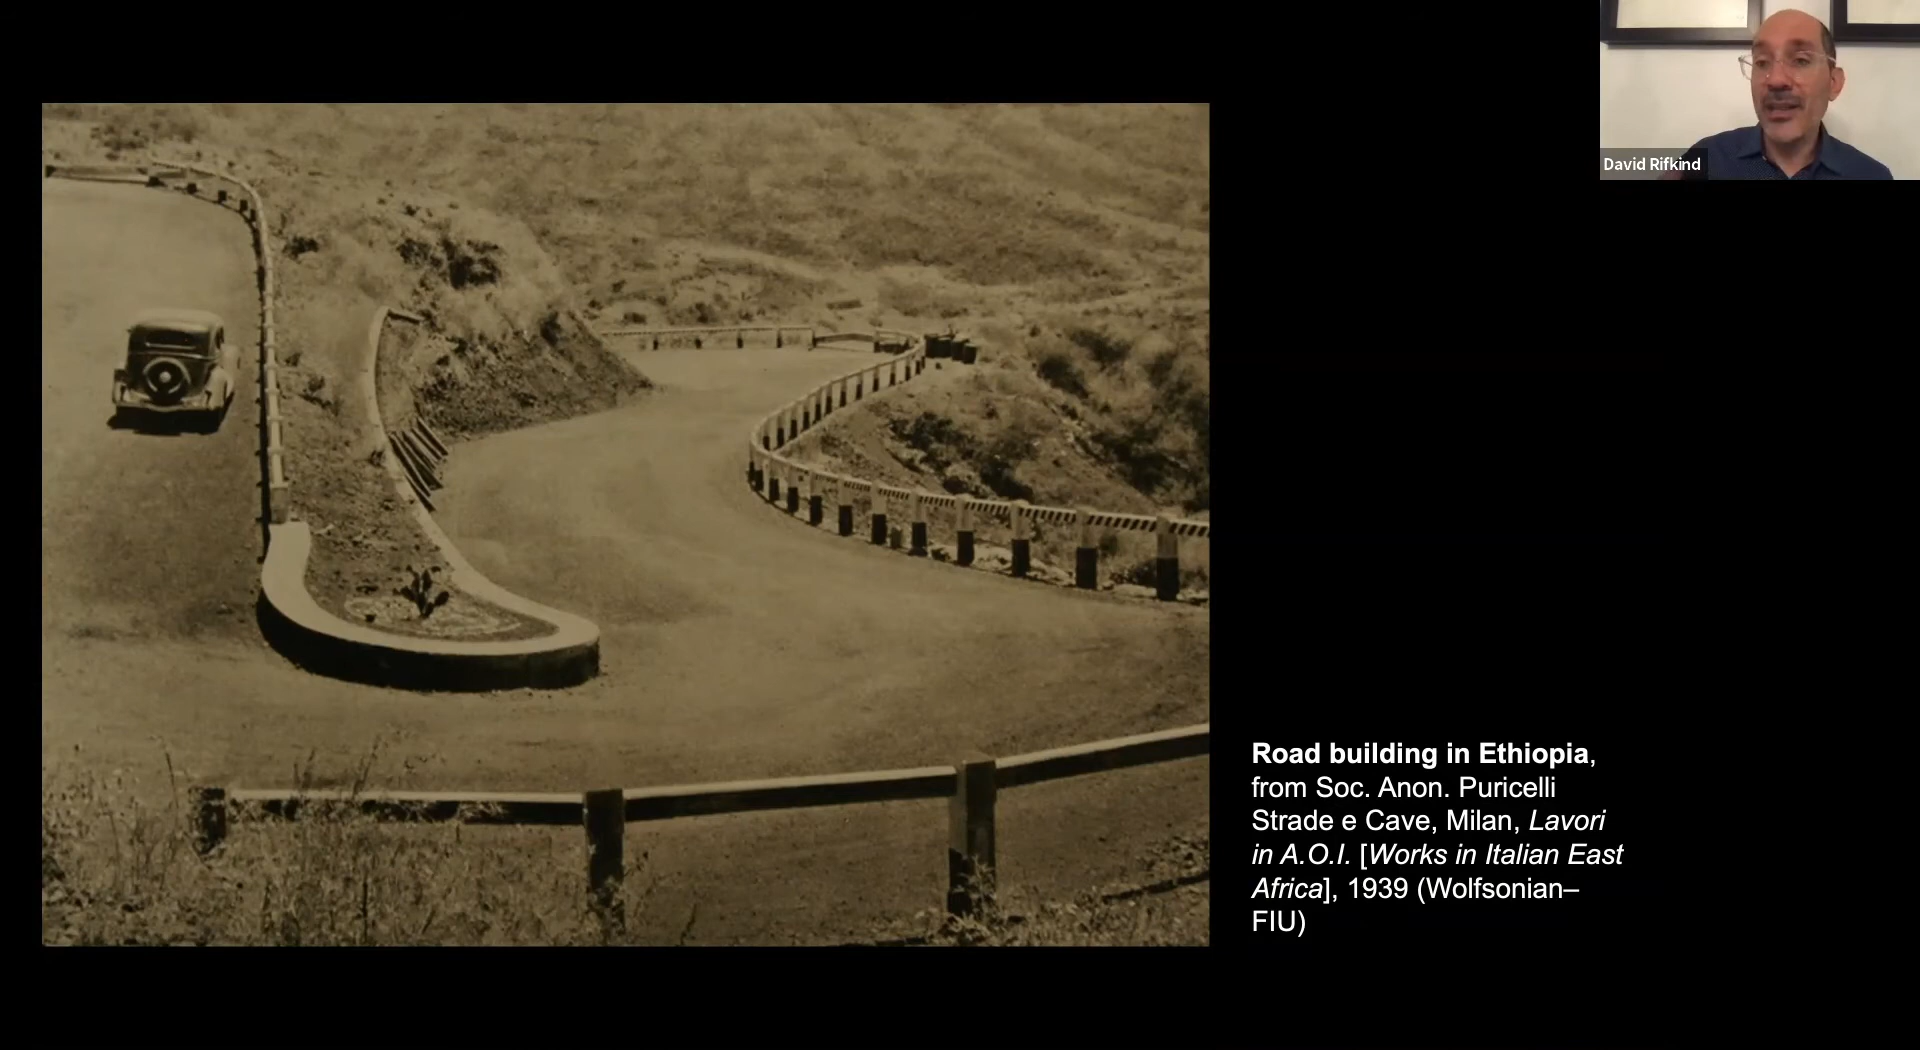 David Rifkind
Road building in Ethiopia,
from Soc. Anon. Puricelli
Strade e Cave, Milan, Lavori
in A.O.I. [Works in Italian East
Africa], 1939 (Wolfsonian–
FIU)